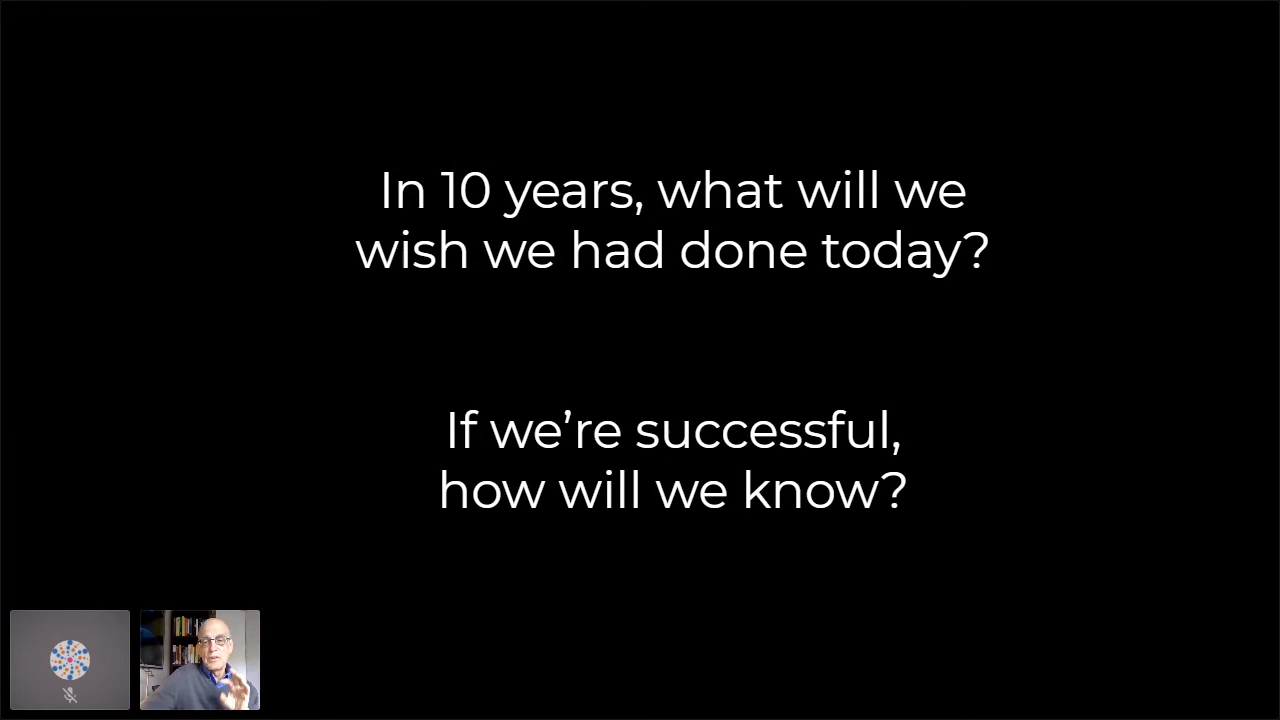 In 10 years, what will we
wish we had done today?
If we’re successful,
how will we know?